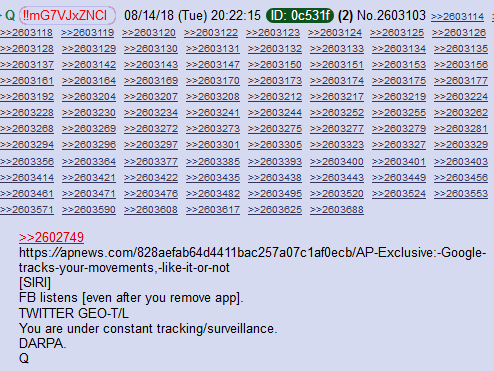 Q !!mG7VJxZNCI 08/14/18 (Tue) 20:22:15 ID: 0c531f (2) No.2603103 >>2603114
>>2603118 >>2603119 >>2603120 >>2603122 >>2603123 >>2603124 >>2603125 >>2603126
>>2603128 >>2603129 >>2603130 >>2603131 >>2603132 >>2603133 >>2603134 >>2603135
>>2603137 >>2603142 >>2603143 >>2603147 >>2603150 >>2603151 >>2603153 >>2603156
>>2603161 >>2603164 >>2603169 >>2603170 >>2603173 >>2603174 >>2603175 >>2603177
>>2603192 >>2603204 >>2603207 >>2603208 >>2603212 >>2603217 >>2603219 >>2603224
>>2603228 >>2603230 >>2603234 >>2603241 >>2603244 >>2603252 >>2603255 >>2603262
>>2603268 >>2603269 >>2603272 >>2603273 >>2603275 >>2603277 >>2603279 >>2603281
>>2603294 >>2603296 >>2603297 >>2603301 >>2603305 >>2603323 >>2603327 >>2603329
>>2603356 >>2603364 >>2603377 >>2603385 >>2603393 >>2603400 >>2603401 >>2603403
>>2603414 >>2603421 >>2603422 >>2603435 >>2603438 >>2603443 >>2603449 >>2603456
>>2603461 >>2603471 >>2603476 >>2603482 >>2603495 >>2603520 >>2603524 >>2603553
>>2603571 >>2603590 >>2603608 >>2603617 >>2603625 >>2603688
>>2602749
https://apnews.com/828aefab64d4411bac257a07c1af0ecb/AP-Exclusive:-Google-
tracks-your-movements,-like-it-or-not
[SIRI]
FB listens [even after you remove app].
TWITTER GEO-T/L
You are under constant tracking/surveillance.
DARPA.
Q